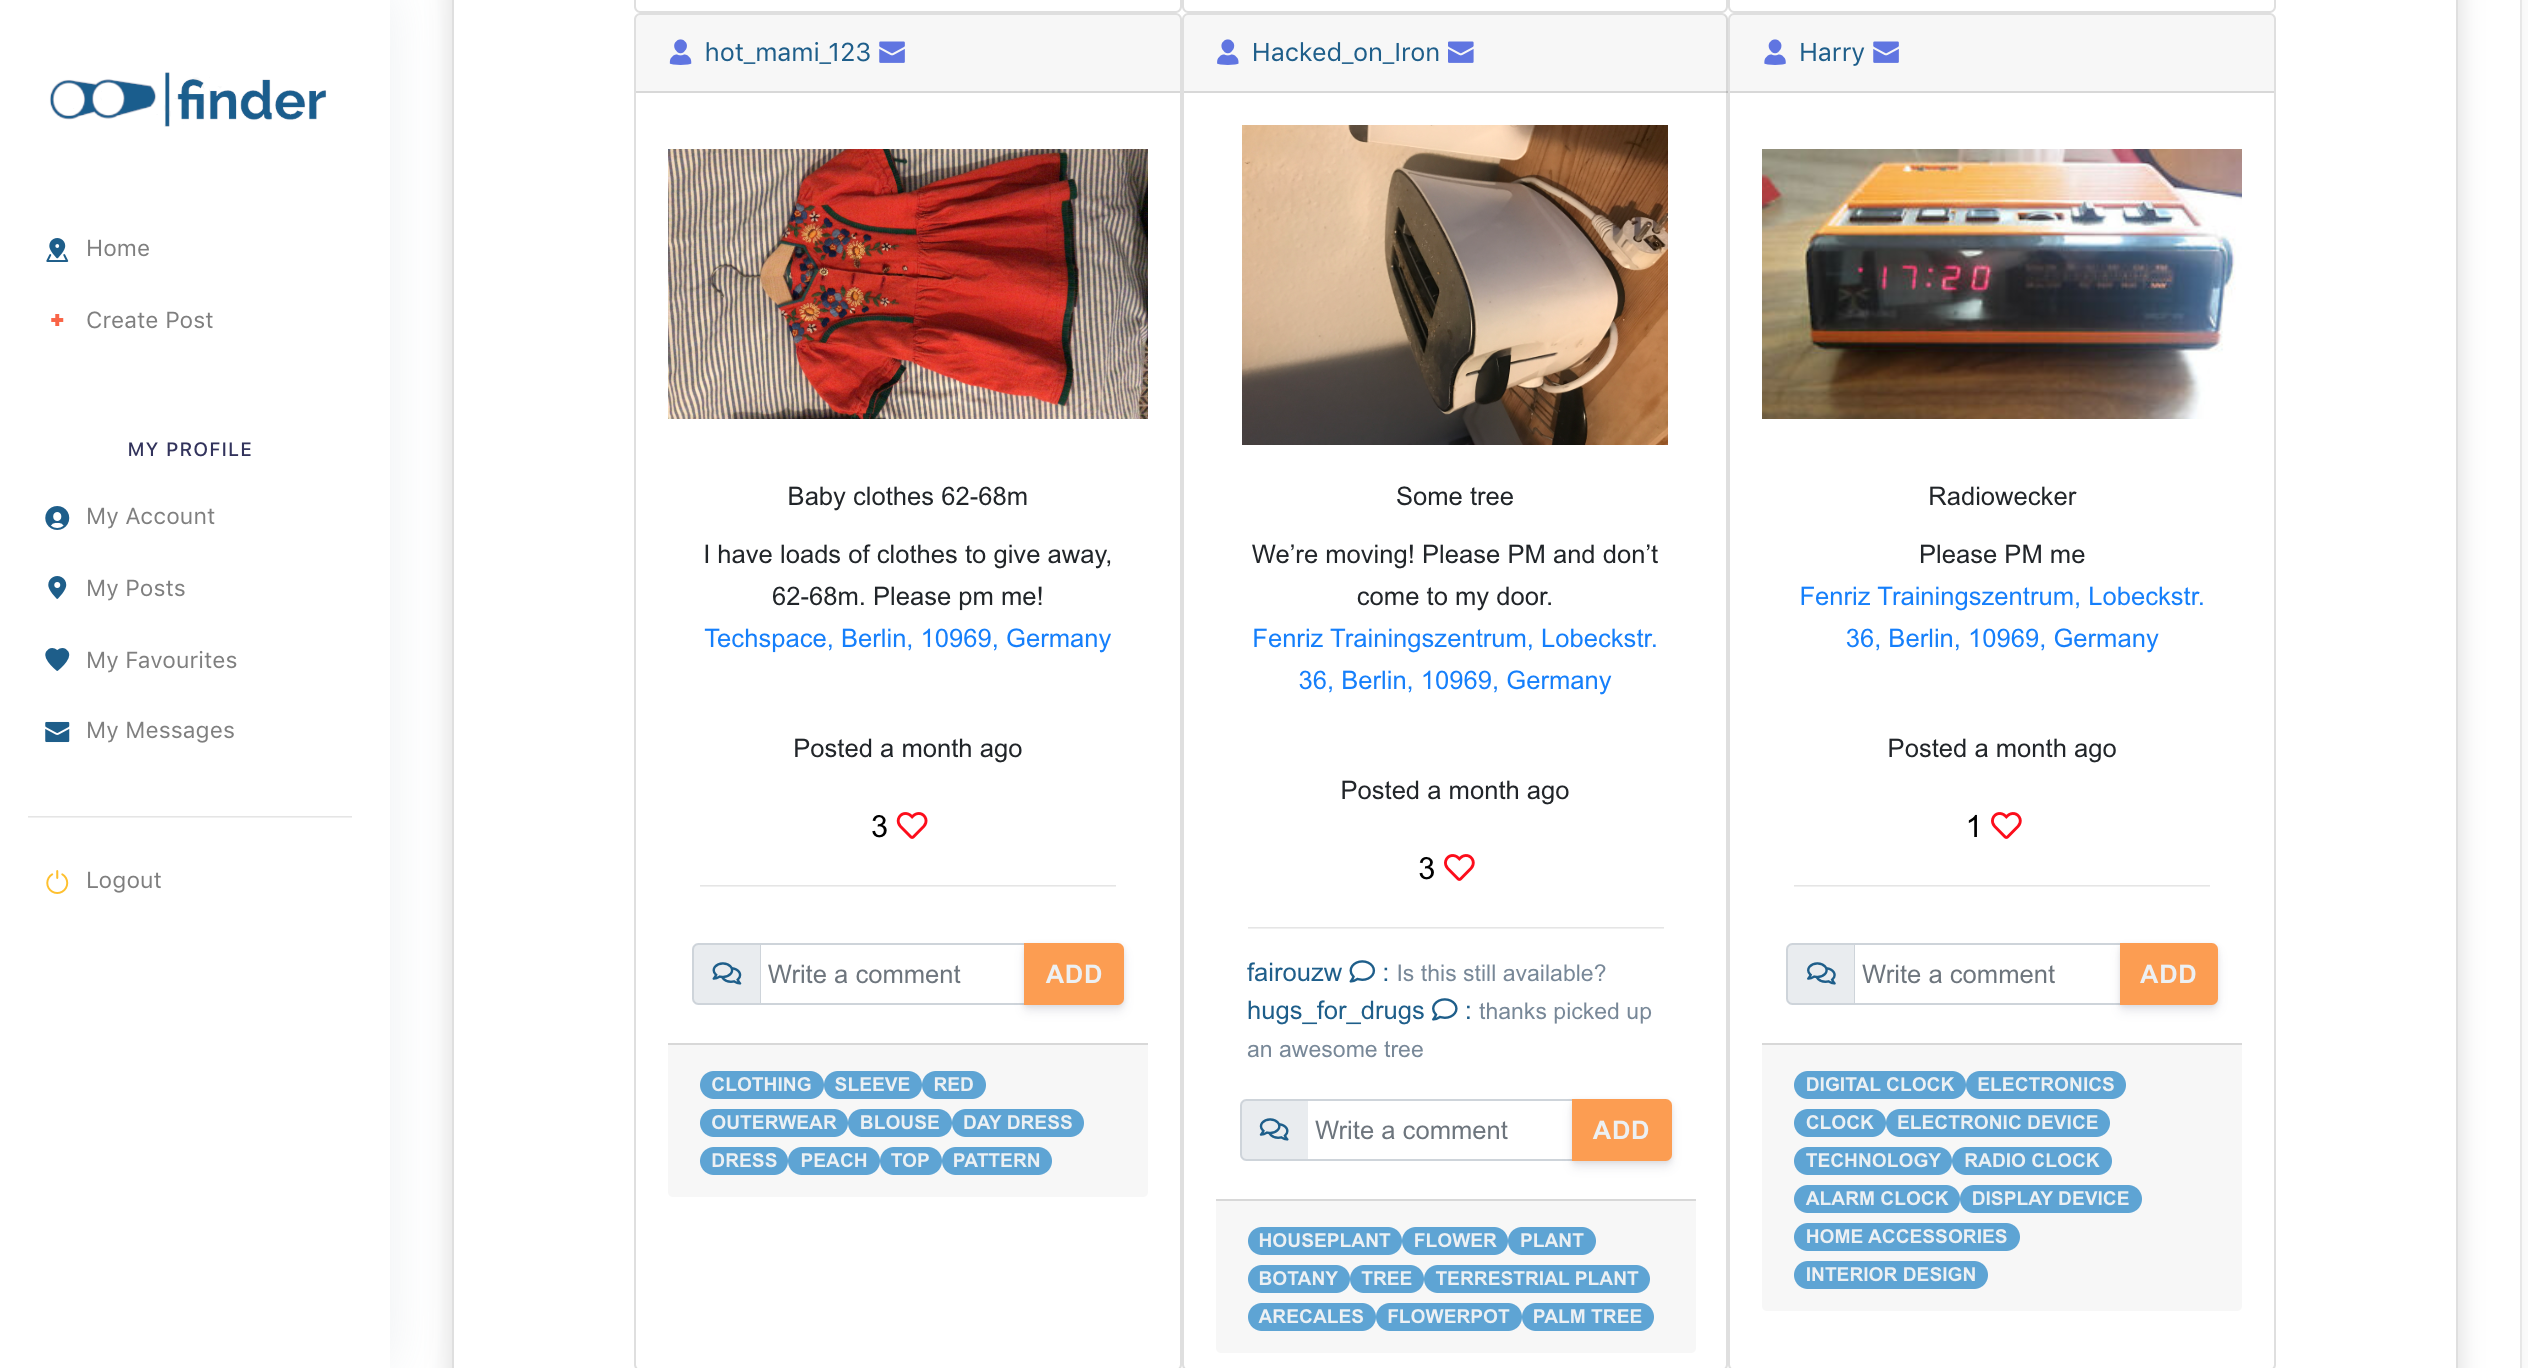 finder
Home
Create Post
MY PROFILE
My Account
My Posts
My Favourites
My Messages
Logout
hot_mami_123
Baby clothes 62-68m
I have loads of clothes to give away,
62-68m. Please pm me!
Techspace, Berlin, 10969, Germany
Posted a month ago
3
Write a comment
ADD
CLOTHING SLEEVE RED
OUTERWEAR BLOUSE DAY DRESS
DRESS PEACH TOP PATTERN
Hacked_on_Iron
Some tree
We’re moving! Please PM and don’t
come to my door.
Fenriz Trainingszentrum, Lobeckstr.
36, Berlin, 10969, Germany
Posted a month ago
3
fairouzw : Is this still available?
hugs_for_drugs : thanks picked up
an awesome tree
Write a comment
ADD
HOUSEPLANT FLOWER PLANT
BOTANY TREE TERRESTRIAL PLANT
ARECALES FLOWERPOT PALM TREE
Harry
17:20
Radiowecker
Please PM me
Fenriz Trainingszentrum, Lobeckstr.
36, Berlin, 10969, Germany
Posted a month ago
1
Write a comment
ADD
DIGITAL CLOCK ELECTRONICS
CLOCK ELECTRONIC DEVICE
TECHNOLOGY RADIO CLOCK
ALARM CLOCK DISPLAY DEVICE
HOME ACCESSORIES
INTERIOR DESIGN